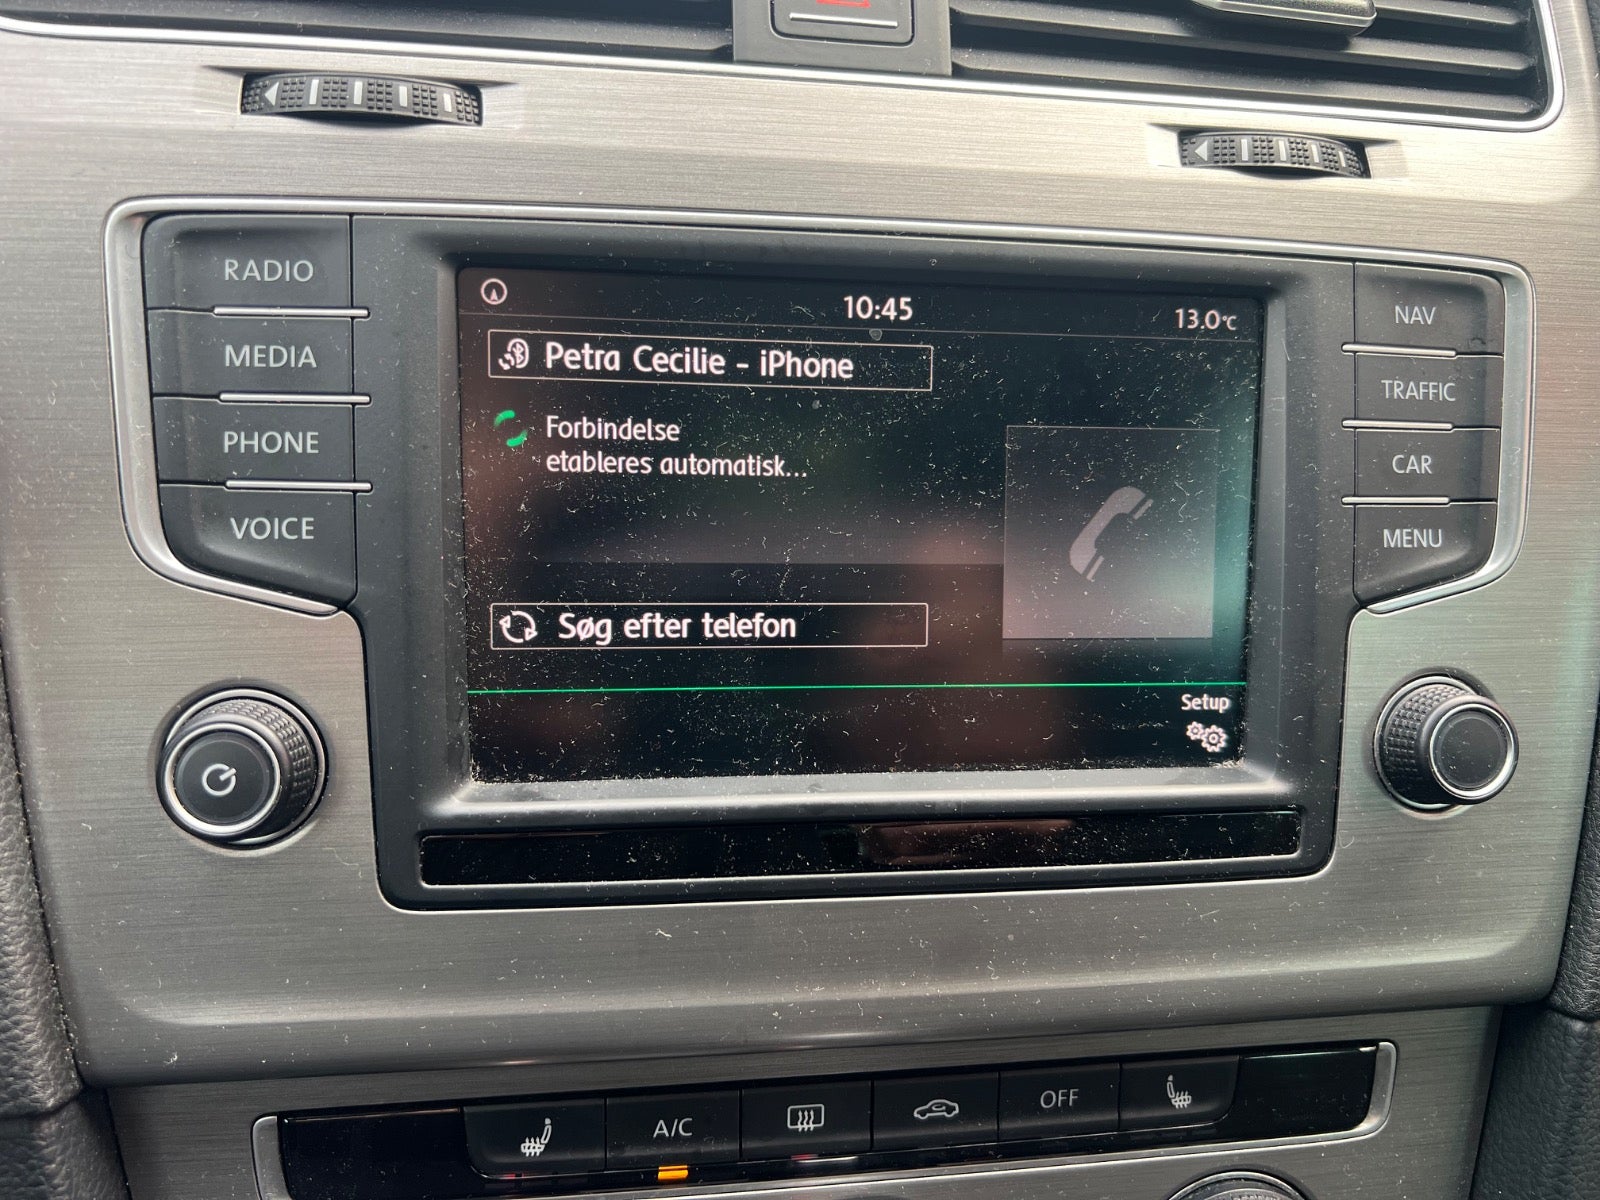 RADIO
MEDIA
PHONE
VOICE
10:45
13.0°C
Petra Cecilie - iPhone
Forbindelse
etableres automatisk...
Søg efter telefon
Setup
NAV
TRAFFIC
CAR
MENU
A/C
OFF